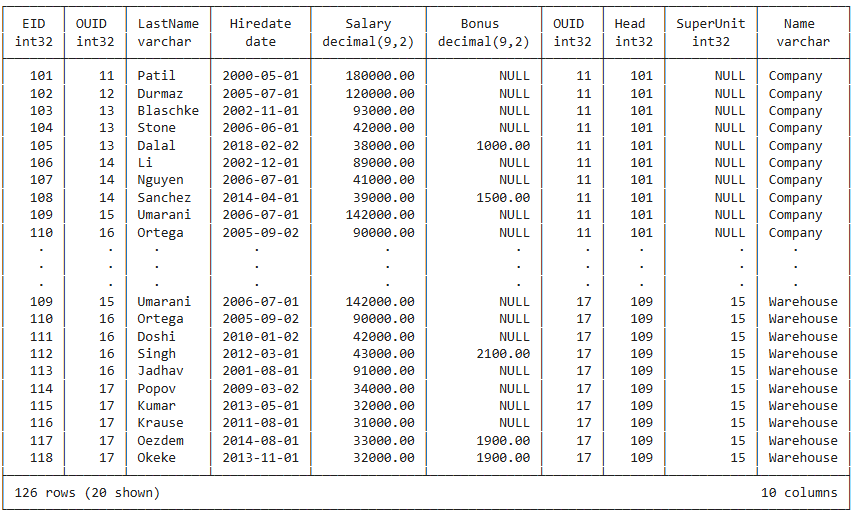 EID OUID LastName Hiredate Salary Bonus OUID Head SuperUnit Name
int32 int32 varchar date decimal(9,2) decimal(9,2) int32 int32 int32 varchar
101 11 Patil 2000-05-01 180000.00 NULL 11 101 NULL Company
102 12 Durmaz 2005-07-01 120000.00 NULL 11 101 NULL Company
103 13 Blaschke 2002-11-01 93000.00 NULL 11 101 NULL Company
104 13 Stone 2006-06-01 42000.00 NULL 11 101 NULL Company
105 13 Dalal 2018-02-02 38000.00 1000.00 11 101 NULL Company
106 14 Li 2002-12-01 89000.00 NULL 11 101 NULL Company
107 14 Nguyen 2006-07-01 41000.00 NULL 11 101 NULL Company
108 14 Sanchez 2014-04-01 39000.00 1500.00 11 101 NULL Company
109 15 Umarani 2006-07-01 142000.00 NULL 11 101 NULL Company
110 16 Ortega 2005-09-02 90000.00 NULL 11 101 NULL Company
. . . . . . . . . .
. . . . . . . . . .
. . . . . . . . . .
109 15 Umarani 2006-07-01 142000.00 NULL 17 109 15 Warehouse
110 16 Ortega 2005-09-02 90000.00 NULL 17 109 15 Warehouse
111 16 Doshi 2010-01-02 42000.00 NULL 17 109 15 Warehouse
112 16 Singh 2012-03-01 43000.00 2100.00 17 109 15 Warehouse
113 16 Jadhav 2001-08-01 91000.00 NULL 17 109 15 Warehouse
114 17 Popov 2009-03-02 34000.00 NULL 17 109 15 Warehouse
115 17 Kumar 2013-05-01 32000.00 NULL 17 109 15 Warehouse
116 17 Krause 2011-08-01 31000.00 NULL 17 109 15 Warehouse
117 17 Oezdem 2014-08-01 33000.00 1900.00 17 109 15 Warehouse
118 17 Okeke 2013-11-01 32000.00 1900.00 17 109 15 Warehouse
126 rows (20 shown) 10 columns